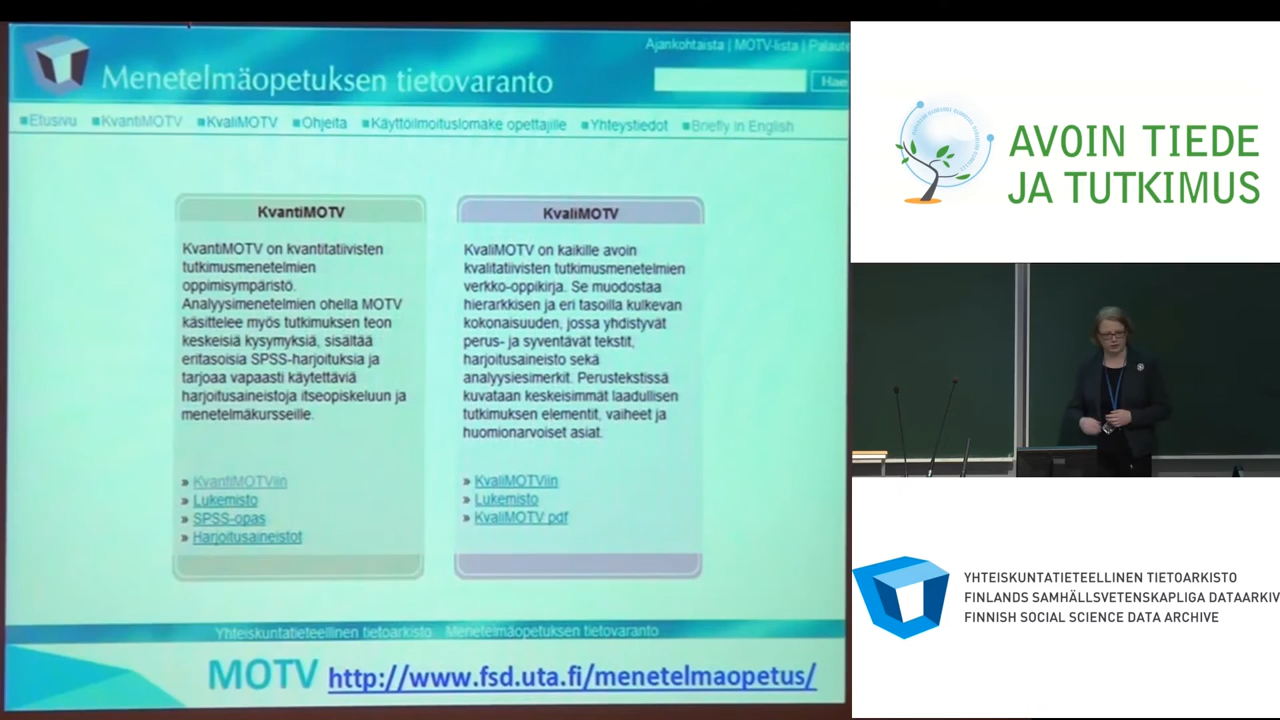 Ajankohtaista | MOTV-lista | Palaute
Menetelmäopetuksen tietovaranto
Hae
Etusivu KvantiMOTV KvaliMOTV Ohjeita Käyttöilmoituslomake opettajille Yhteystiedot Briefly in English
KvantiMOTV
KvantiMOTV on kvantitatiivisten
tutkimusmenetelmien
oppimisympäristö.
Analyysimenetelmien ohella MOTV
käsittelee myös tutkimuksen teon
keskeisiä kysymyksiä, sisältää
eritasoisia SPSS-harjoituksia ja
tarjoaa vapaasti käytettäviä
harjoitusaineistoja itseopiskeluun ja
menetelmäkursseille.
» KvantiMOTViin
» Lukemisto
» SPSS-opas
» Harjoitusaineistot
KvaliMOTV
KvaliMOTV on kaikille avoin
kvalitatiivisten tutkimusmenetelmien
verkko-oppikirja. Se muodostaa
hierarkkisen ja eri tasoilla kulkevan
kokonaisuuden, jossa yhdistyvät
perus- ja syventävät tekstit,
harjoitusaineisto sekä
analyysiesimerkit. Perustekstissä
kuvataan keskeisimmät laadullisen
tutkimuksen elementit, vaiheet ja
huomionarvoiset asiat.
» KvaliMOTViin
» Lukemisto
» KvaliMOTV pdf
Yhteiskuntatieteellinen tietoarkisto Menetelmäopetuksen tietovaranto
MOTV http://www.fsd.uta.fi/menetelmaopetus/
AVOIN TIEDE
JA TUTKIMUS
YHTEISKUNTATIETEELLINEN TIETOARKISTO
FINLANDS SAMHÄLLSVETENSKAPLIGA DATAARKIV
FINNISH SOCIAL SCIENCE DATA ARCHIVE